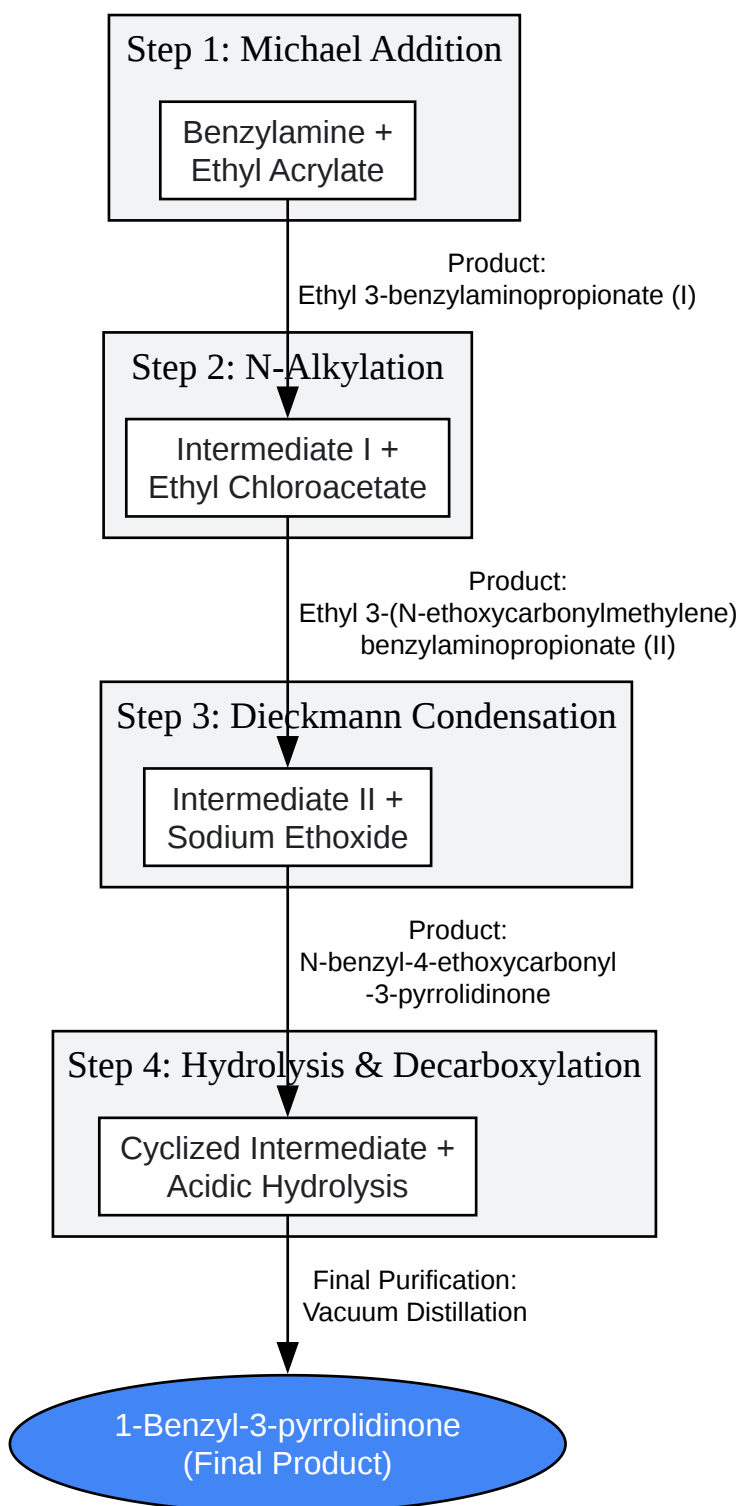 Step 1: Michael Addition
Benzylamine +
Ethyl Acrylate
Product:
Ethyl 3-benzylaminopropionate (I)
Step 2: N-Alkylation
Intermediate I +
Ethyl Chloroacetate
Product:
Ethyl 3-(N-ethoxycarbonylmethylene)
benzylaminopropionate (II)
Step 3: Dieckmann Condensation
Intermediate II +
Sodium Ethoxide
Product:
N-benzyl-4-ethoxycarbonyl
-3-pyrrolidinone
Step 4: Hydrolysis & Decarboxylation
Cyclized Intermediate +
Acidic Hydrolysis
Final Purification:
Vacuum Distillation
1-Benzyl-3-pyrrolidinone
(Final Product)